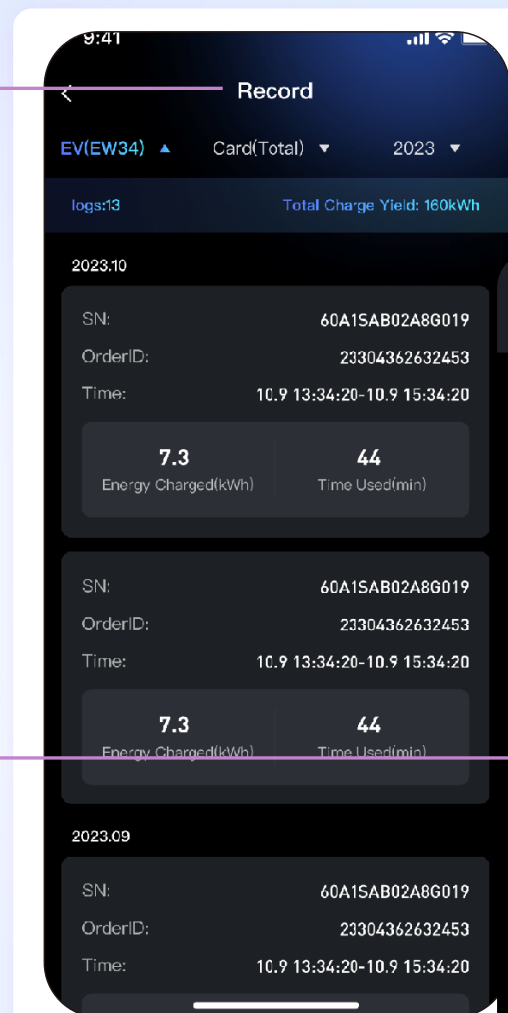 9:41
Record
EV(EW34) ▲ Card(Total) ▼ 2023 ▼
logs:13 Total Charge Yield: 160kWh
2023.10
SN: 60A1SAB02A8G019
OrderID: 23304362632453
Time: 10.9 13:34:20-10.9 15:34:20
7.3 44
Energy Charged(kWh) Time Used(min)
SN: 60A1SAB02A8G019
OrderID: 23304362632453
Time: 10.9 13:34:20-10.9 15:34:20
7.3 44
Energy Charged(kWh) Time Used(min)
2023.09
SN: 60A1SAB02A8G019
OrderID: 23304362632453
Time: 10.9 13:34:20-10.9 15:34:20